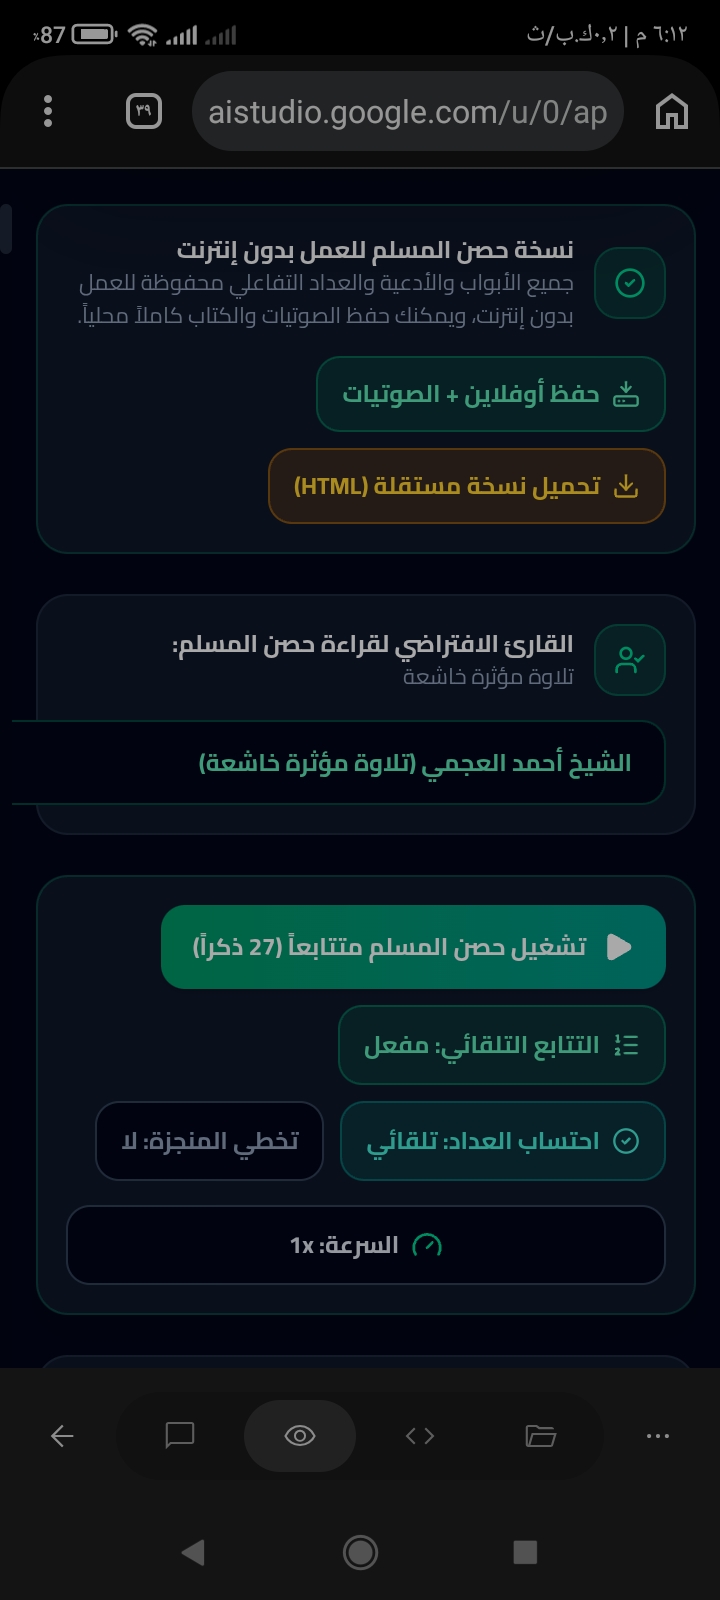 ٦:١٢ م | ٠,٢ك.ب/ث
87%
٣٩
aistudio.google.com/u/0/ap
نسخة حصن المسلم للعمل بدون إنترنت
جميع الأبواب والأدعية والعداد التفاعلي محفوظة للعمل
بدون إنترنت، ويمكنك حفظ الصوتيات والكتاب كاملاً محلياً.
حفظ أوفلاين + الصوتيات
تحميل نسخة مستقلة (HTML)
القارئ الافتراضي لقراءة حصن المسلم:
تلاوة مؤثرة خاشعة
الشيخ أحمد العجمي (تلاوة مؤثرة خاشعة)
تشغيل حصن المسلم متتابعاً (27 ذكراً)
التتابع التلقائي: مفعل
احتساب العداد: تلقائي
تخطي المنجزة: لا
السرعة: 1x